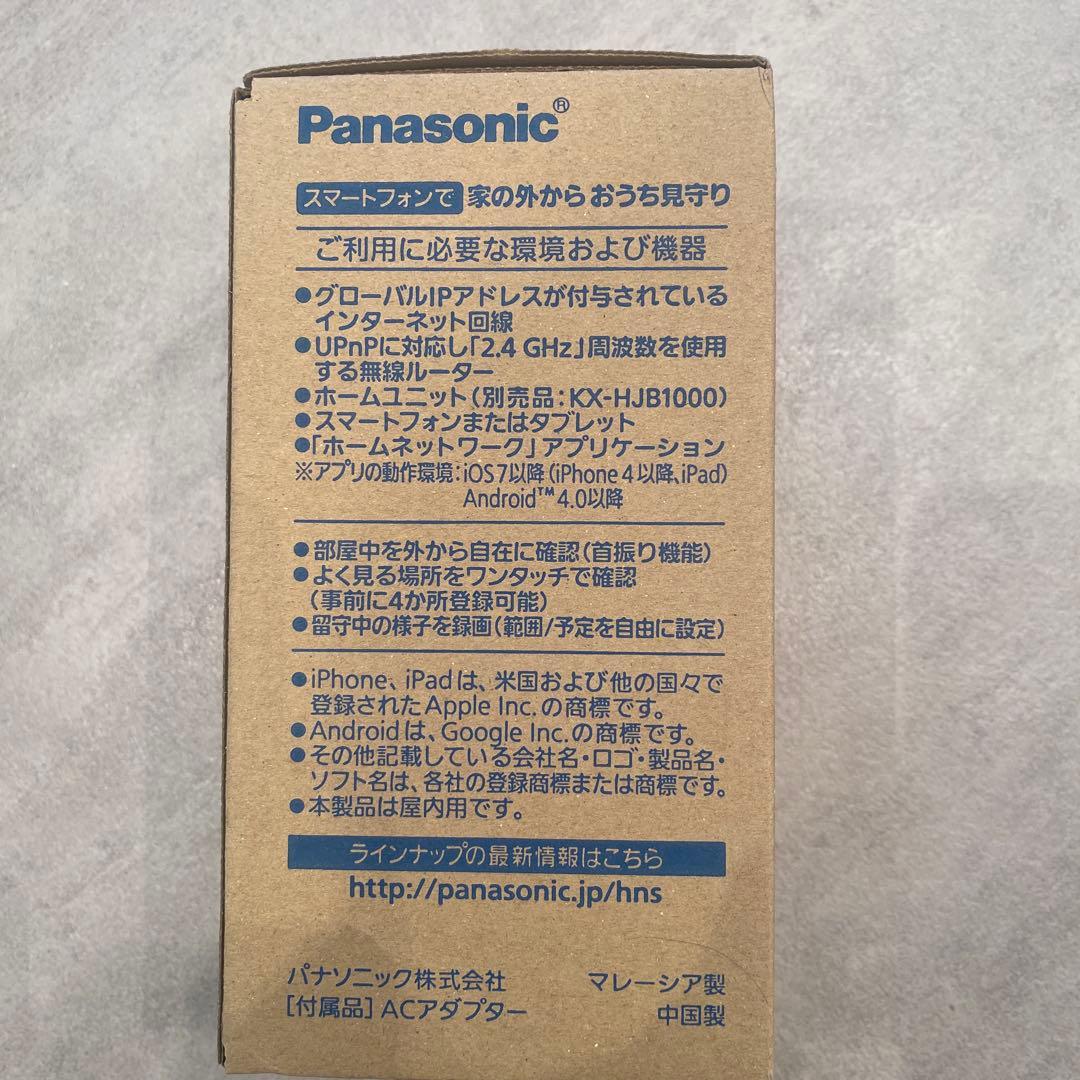 Panasonic®
スマートフォンで 家の外から おうち見守り
ご利用に必要な環境および機器
●グローバルIPアドレスが付与されている
インターネット回線
●UPnPに対応し「2.4 GHz」周波数を使用
する無線ルーター
●ホームユニット(別売品:KX-HJB1000)
●スマートフォンまたはタブレット
●「ホームネットワーク」アプリケーション
※アプリの動作環境:iOS7以降(iPhone 4 以降、iPad)
Android™ 4.0以降
●部屋中を外から自在に確認(首振り機能)
●よく見る場所をワンタッチで確認
(事前に4か所登録可能)
●留守中の様子を録画(範囲/予定を自由に設定)
●iPhone、iPadは、米国および他の国々で
登録されたApple Inc.の商標です。
●Androidは、Google Inc.の商標です。
●その他記載している会社名・ロゴ・製品名・
ソフト名は、各社の登録商標または商標です。
●本製品は屋内用です。
ラインナップの最新情報はこちら
http://panasonic.jp/hns
パナソニック株式会社 マレーシア製
[付属品] ACアダプター 中国製